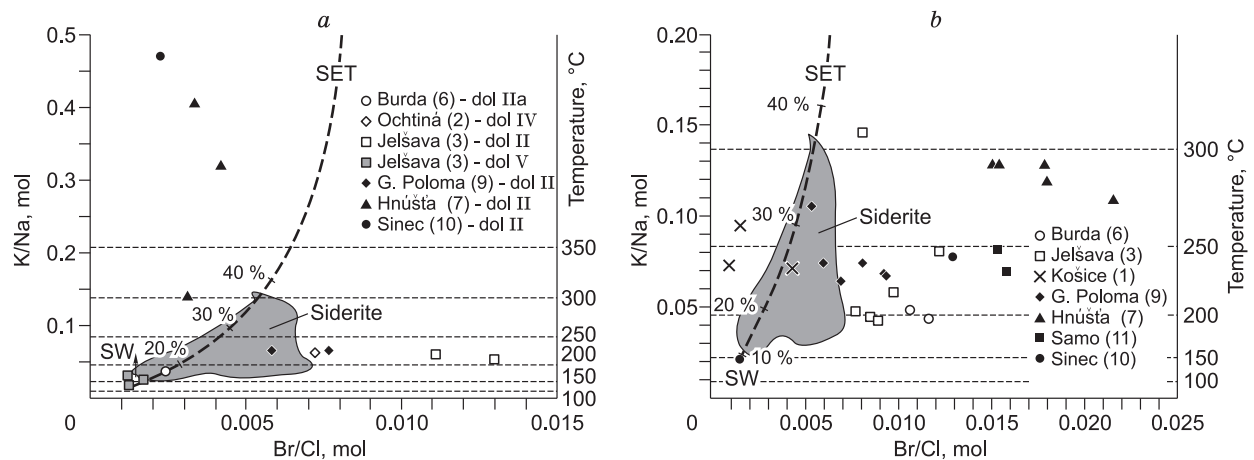 a
0.5
0.4
0.3
0.2
0.1
K/Na, mol
SET
Burda (6) - dol IIa
Ochtiná (2) - dol IV
Jelšava (3) - dol II
Jelšava (3) - dol V
G. Poloma (9) - dol II
Hnúšťa (7) - dol II
Sinec (10) - dol II
40 %
30 %
20 %
Siderite
SW
350
300
250
200
150
100
Temperature, °C
0
0.005
0.010
0.015
Br/Cl, mol
b
0.20
0.15
0.10
0.05
K/Na, mol
SET
40 %
30 %
20 %
10 %
Siderite
SW
Burda (6)
Jelšava (3)
Košice (1)
G. Poloma (9)
Hnúšťa (7)
Samo (11)
Sinec (10)
300
250
200
150
100
Temperature, °C
0
0.005
0.010
0.015
0.020
0.025
Br/Cl, mol